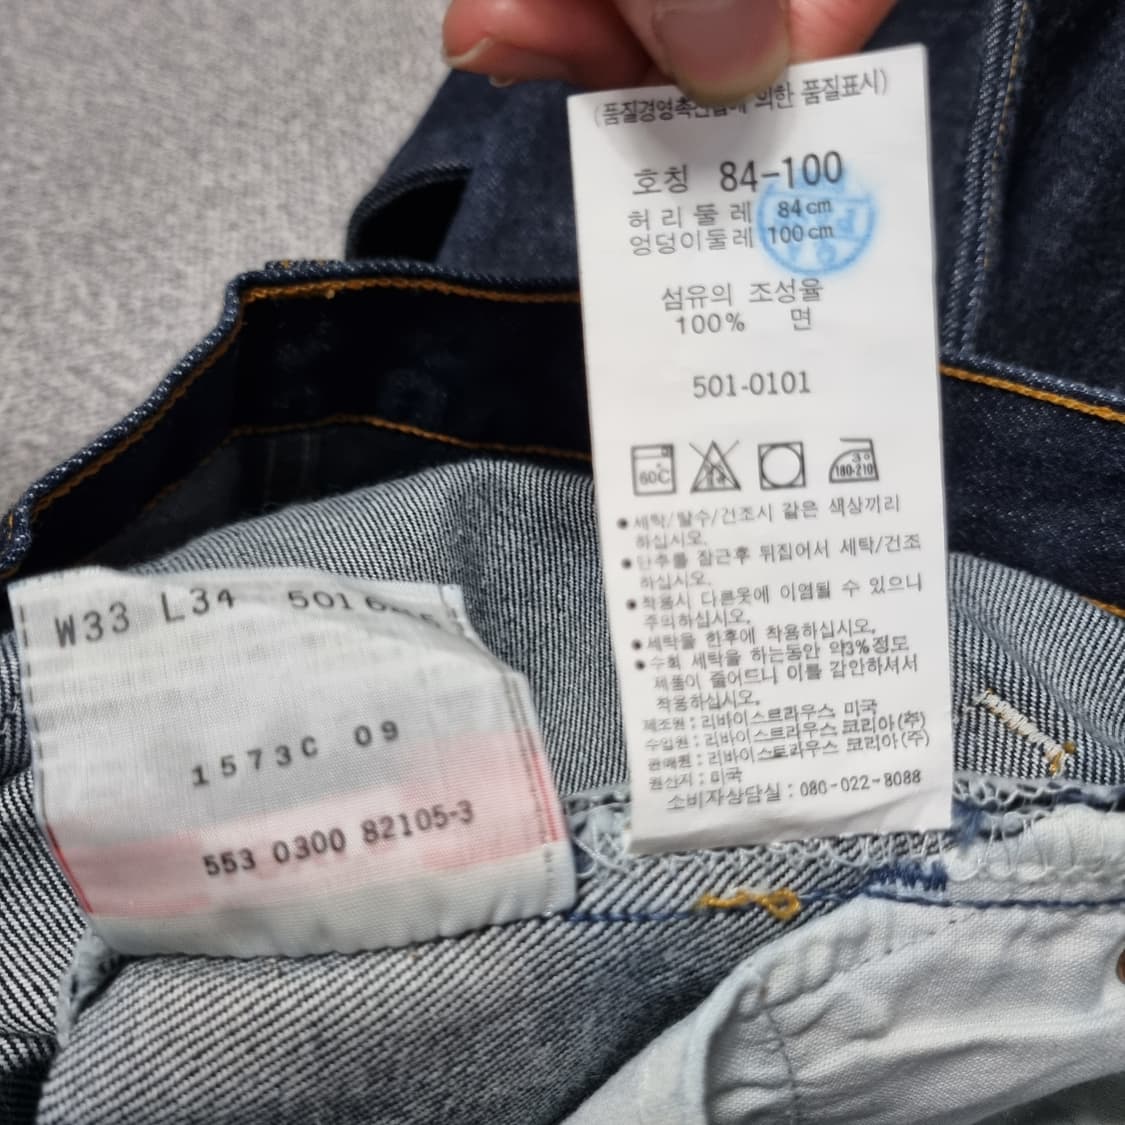 (품질경영촉진법에 의한 품질표시)
호칭 84-100
허리둘레 84cm
엉덩이둘레 100cm
섬유의 조성율
100% 면
501-0101
60℃
3° 180-210
●세탁/탈수/건조시 같은 색상끼리
하십시오.
●단추를 잠근후 뒤집어서 세탁/건조
하십시오.
●착용시 다른옷에 이염될 수 있으니
주의하십시오.
●세탁을 한후에 착용하십시오.
●수회 세탁을 하는동안 약3%정도
제품이 줄어드니 이를 감안하셔서
착용하십시오.
제조원:리바이스트라우스 미국
수입원:리바이스트라우스 코리아(주)
판매원:리바이스트라우스 코리아(주)
원산지:미국
소비자상담실:080-022-8088
W33 L34 501
1573C 09
553 0300 82105-3